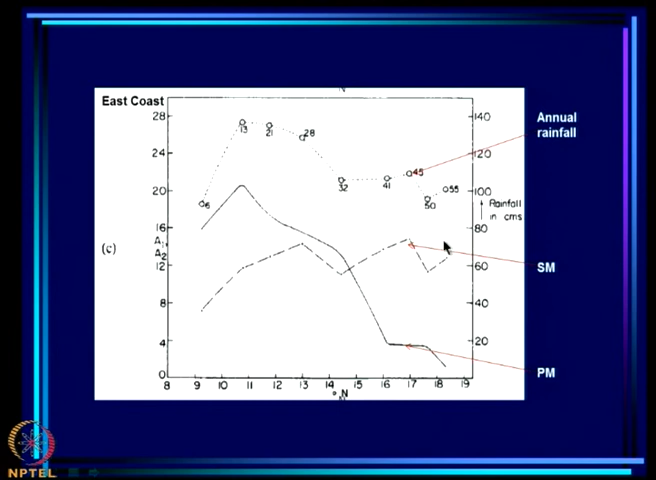 N
East Coast
28
24
20
16
A₁,
A₂
12
8
4
0
(c)
140
120
100
80
60
40
20
↑ Rainfall
in cms
6
13
21
28
32
41
45
50
55
8 9 10 11 12 13 14 15 16 17 18 19
°N
Annual
rainfall
SM
PM
NPTEL